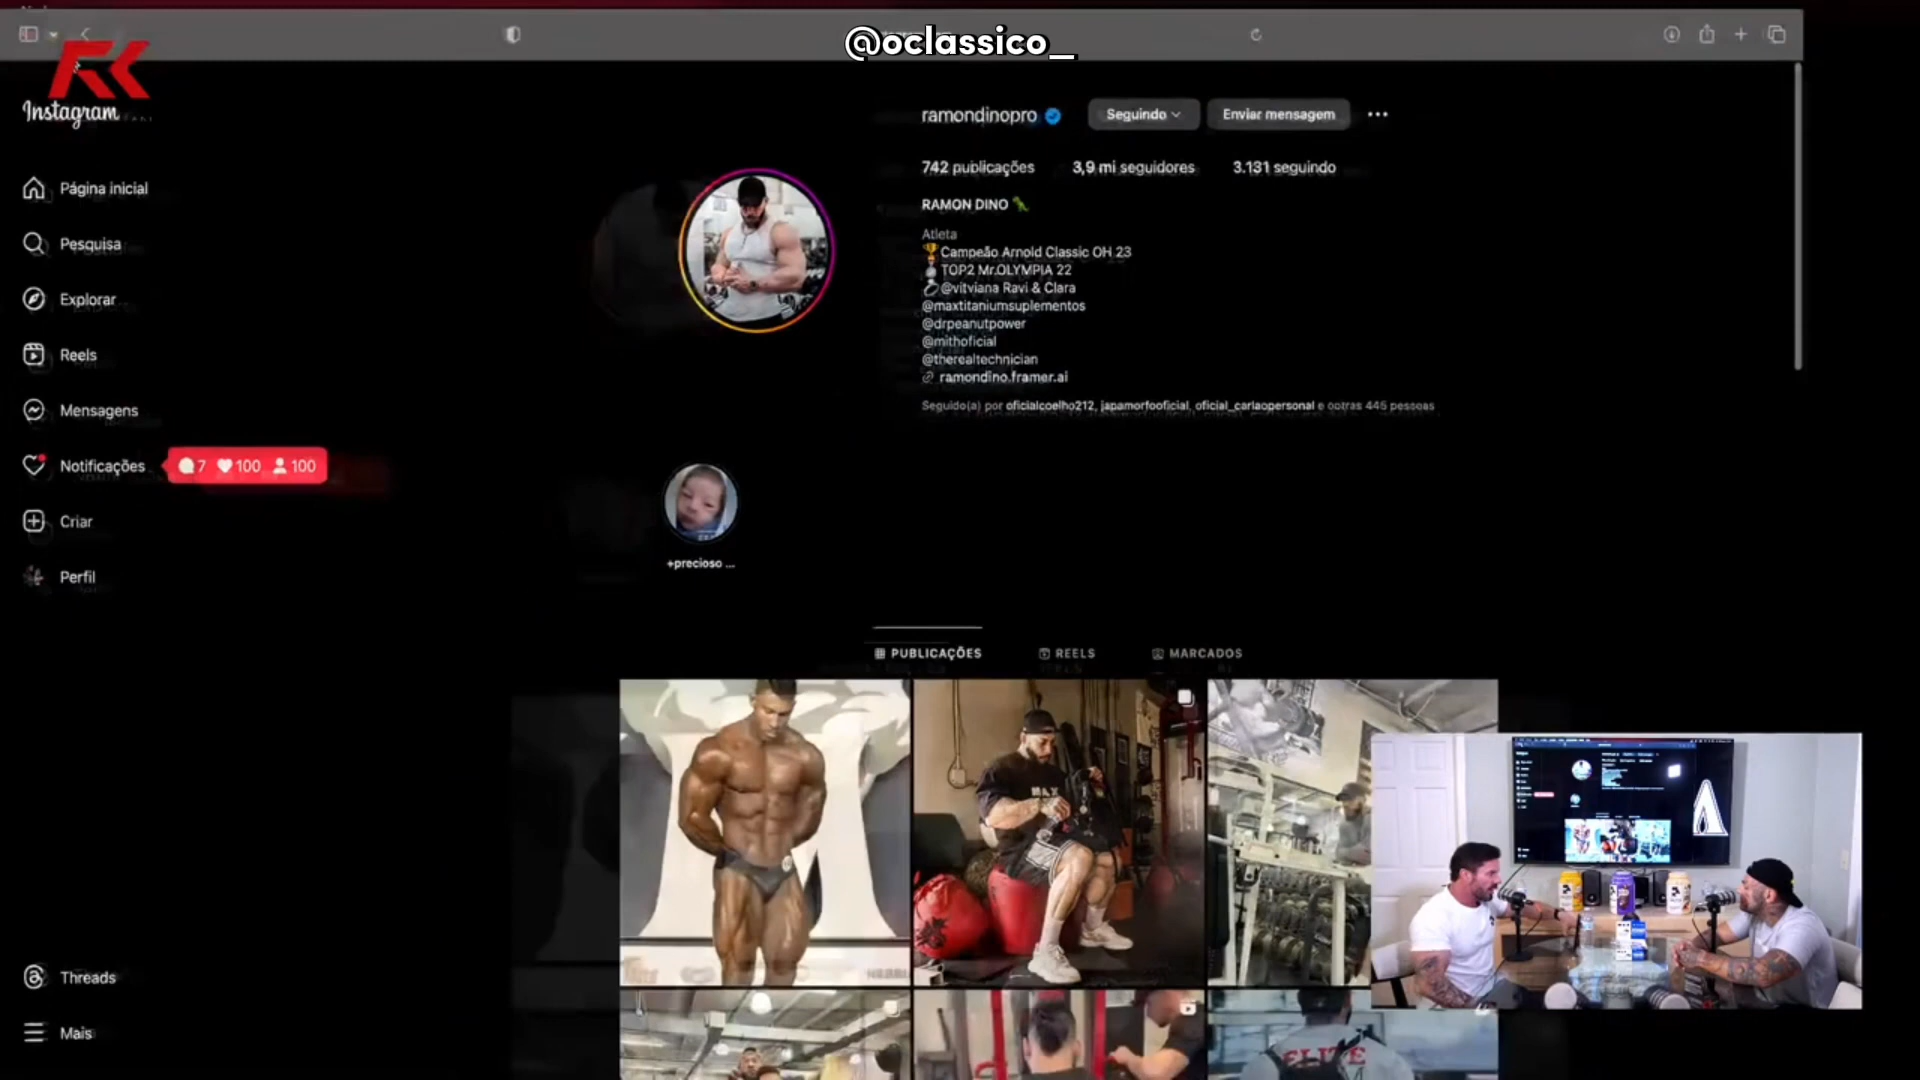 @oclassico_
Instagram
ramondinopro
Seguindo
Enviar mensagem
742 publicações
3,9 mi seguidores
3.131 seguindo
RAMON DINO
Atleta
Campeão Arnold Classic OH 23
TOP2 Mr.OLYMPIA 22
@vitviana Ravi & Clara
@maxtitaniumsuplementos
@drpeanutpower
@mithoficial
@therealtechnician
ramondino.framer.ai
Seguido(a) por oficialcoelho212, japamorfooficial, oficial_carlaopersonal e outras 445 pessoas
Página inicial
Pesquisa
Explorar
Reels
Mensagens
Notificações
7 100 100
Criar
Perfil
+precioso ...
PUBLICAÇÕES
REELS
MARCADOS
MAX
ELITE
Threads
Mais